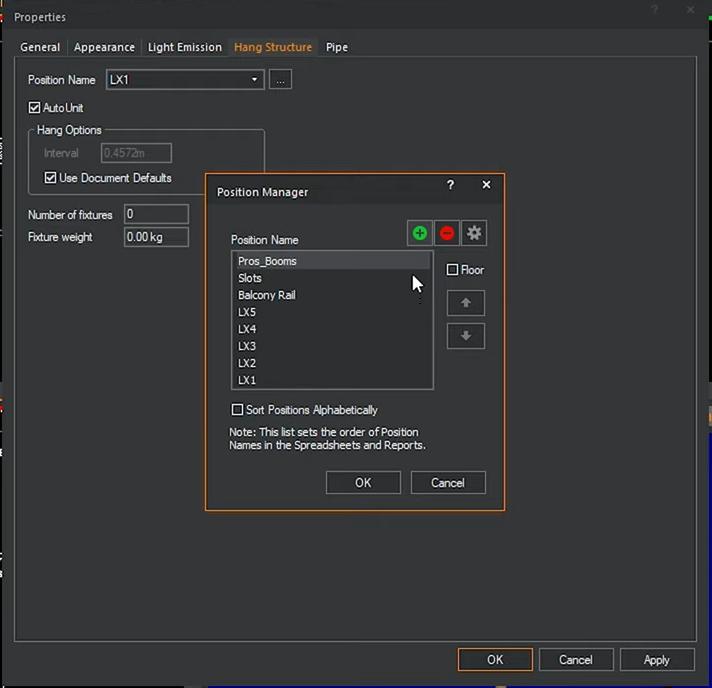 Properties
General Appearance Light Emission Hang Structure Pipe
Position Name LX1 ...
AutoUnit
Hang Options
Interval 0.4572m
Use Document Defaults
Number of fixtures 0
Fixture weight 0.00 kg
Position Manager ?
Position Name
Pros_Booms
Slots
Balcony Rail
LX5
LX4
LX3
LX2
LX1
Floor
Sort Positions Alphabetically
Note: This list sets the order of Position
Names in the Spreadsheets and Reports.
OK Cancel
OK Cancel Apply